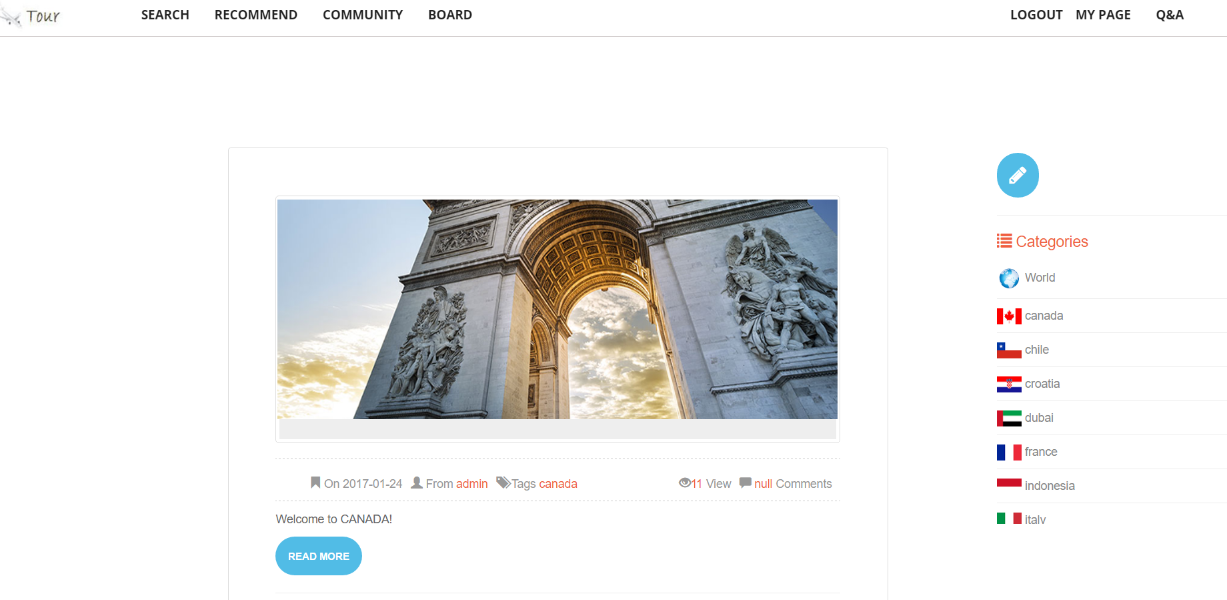 Tour SEARCH RECOMMEND COMMUNITY BOARD LOGOUT MY PAGE Q&A
Categories
World
canada
chile
croatia
dubai
france
indonesia
italy
On 2017-01-24 From admin Tags canada 11 View null Comments
Welcome to CANADA!
READ MORE